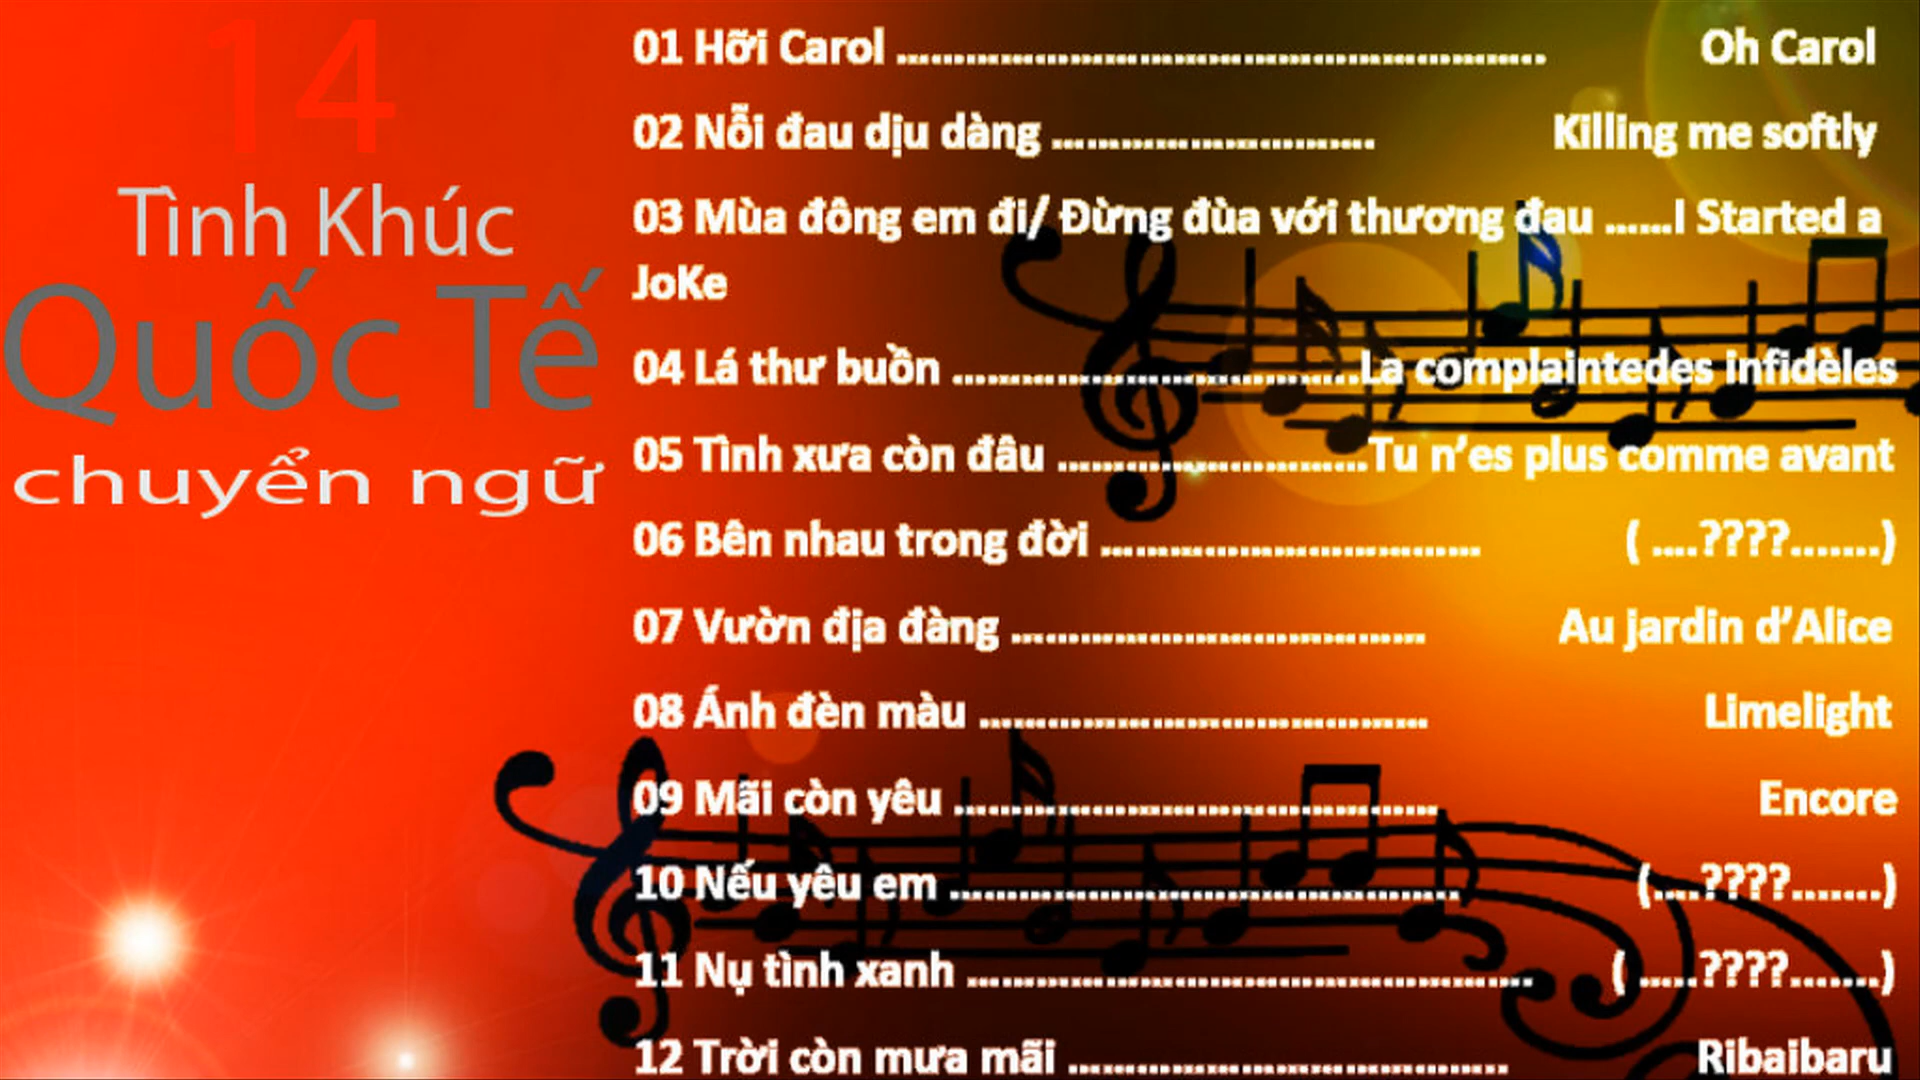 14
Tình Khúc
Quốc Tế
chuyển ngữ
01 Hỡi Carol ........................................................ Oh Carol
02 Nỗi đau dịu dàng ............................ Killing me softly
03 Mùa đông em đi/ Đừng đùa với thương đau ......I Started a
JoKe
04 Lá thư buồn ...................................La complaintedes infidèles
05 Tình xưa còn đâu ...........................Tu n’es plus comme avant
06 Bên nhau trong đời ................................. ( ....????.......)
07 Vườn địa đàng .................................... Au jardin d’Alice
08 Ánh đèn màu ....................................... Limelight
09 Mãi còn yêu .......................................... Encore
10 Nếu yêu em ............................................ (....????.......)
11 Nụ tình xanh ................................................. ( .....????.......)
12 Trời còn mưa mãi ...................................... Ribaibaru